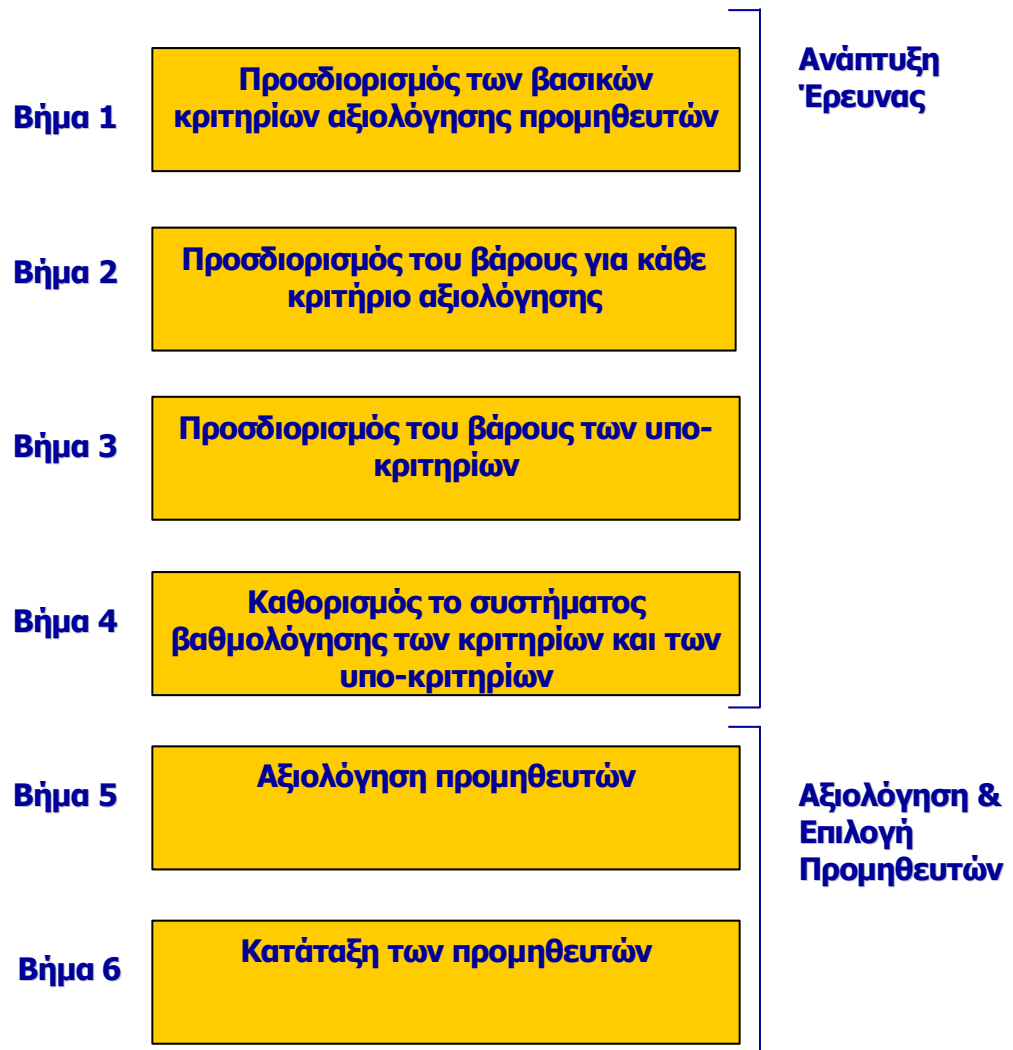 Ανάπτυξη
Έρευνας
Βήμα 1
Προσδιορισμός των βασικών
κριτηρίων αξιολόγησης προμηθευτών
Βήμα 2
Προσδιορισμός του βάρους για κάθε
κριτήριο αξιολόγησης
Βήμα 3
Προσδιορισμός του βάρους των υπο-
κριτηρίων
Βήμα 4
Καθορισμός το συστήματος
βαθμολόγησης των κριτηρίων και των
υπο-κριτηρίων
Βήμα 5
Αξιολόγηση προμηθευτών
Αξιολόγηση &
Επιλογή
Προμηθευτών
Βήμα 6
Κατάταξη των προμηθευτών